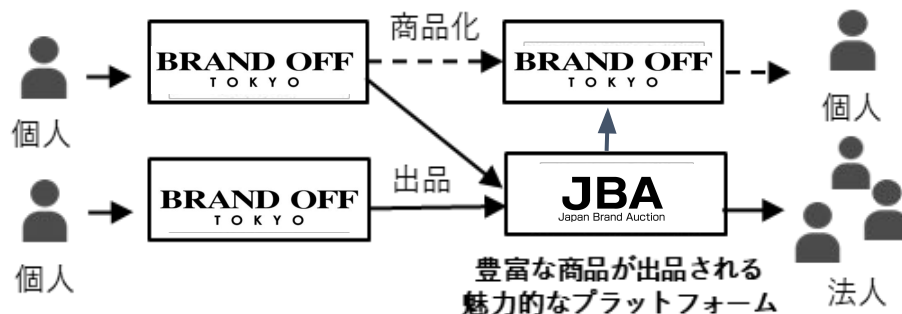 商品化
BRAND OFF
TOKYO
BRAND OFF
TOKYO
個人
個人
出品
BRAND OFF
TOKYO
JBA
Japan Brand Auction
個人
豊富な商品が出品される
魅力的なプラットフォーム
法人